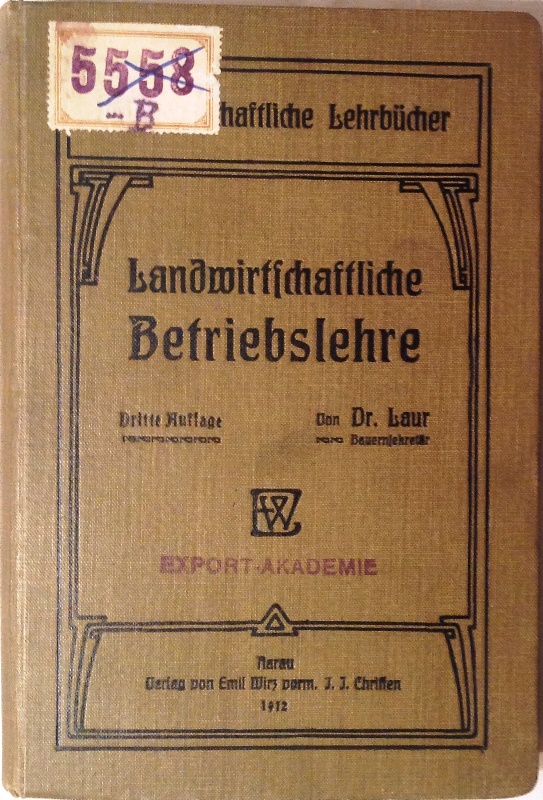 5558
- B
schaftliche Lehrbücher
Landwirtschaftliche
Betriebslehre
Dritte Auflage
Von Dr. Laur
Bauernsekretär
EW
EXPORT-AKADEMIE
Aarau
Verlag von Emil Wirz vorm. J. J. Christen
1912